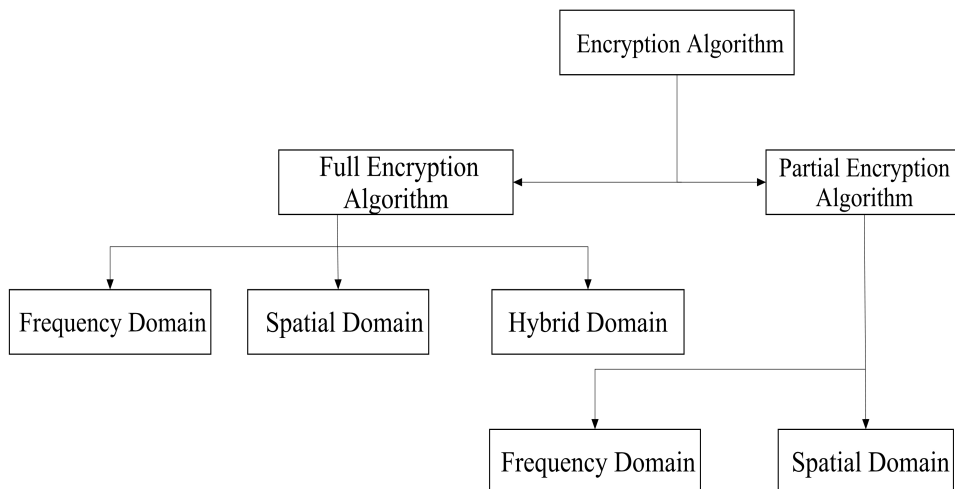 Encryption Algorithm
Full Encryption
Algorithm
Partial Encryption
Algorithm
Frequency Domain
Spatial Domain
Hybrid Domain
Frequency Domain
Spatial Domain